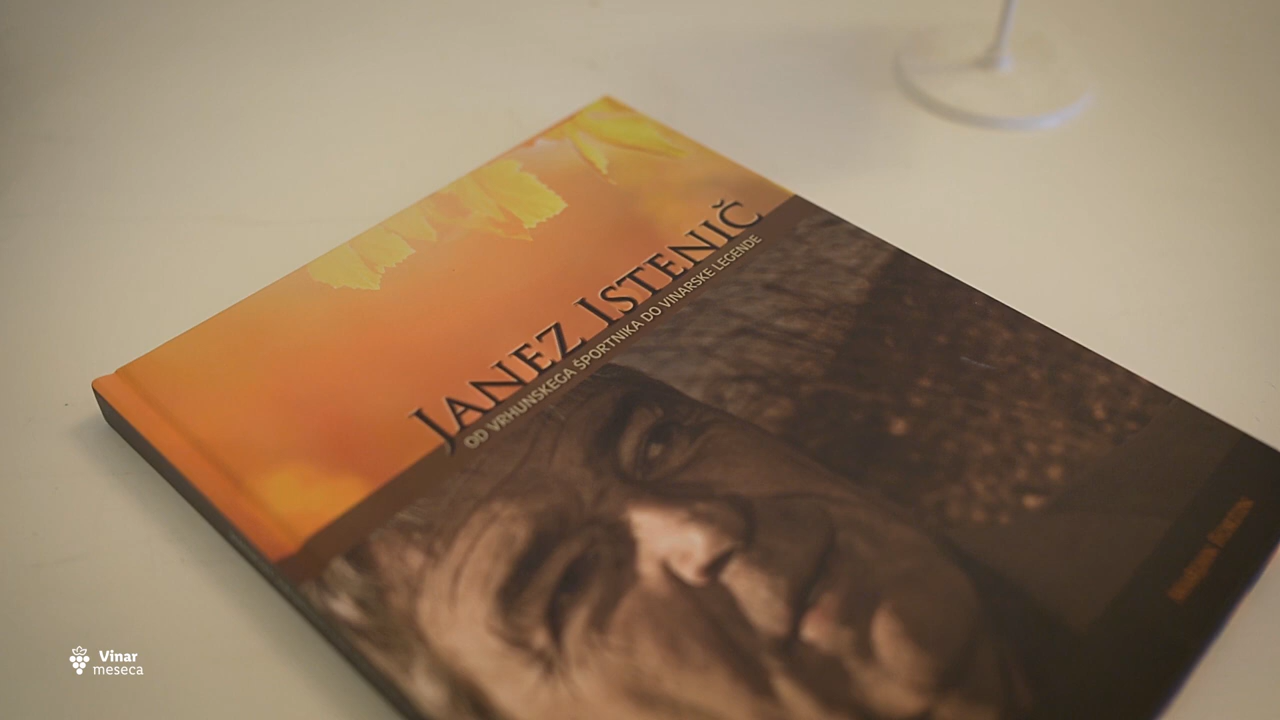 JANEZ ISTENIČ
OD VRHUNSKEGA ŠPORTNIKA DO VINARSKE LEGENDE
Vinar
meseca